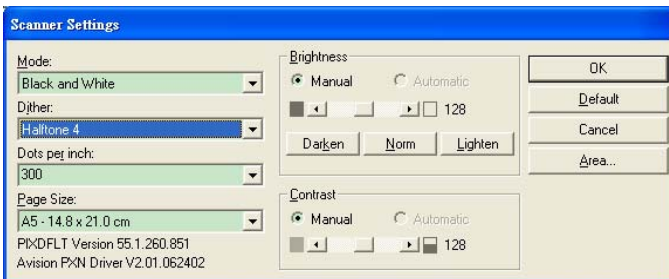 Scanner Settings
Mode:
Black and White
Dither:
Halftone 4
Dots per inch:
300
Page Size:
A5 - 14.8 x 21.0 cm
PIXDFLT Version 55.1.260.851
Avision PXN Driver V2.01.062402
Brightness
Manual Automatic
128
Darken Norm Lighten
Contrast
Manual Automatic
128
OK
Default
Cancel
Area...